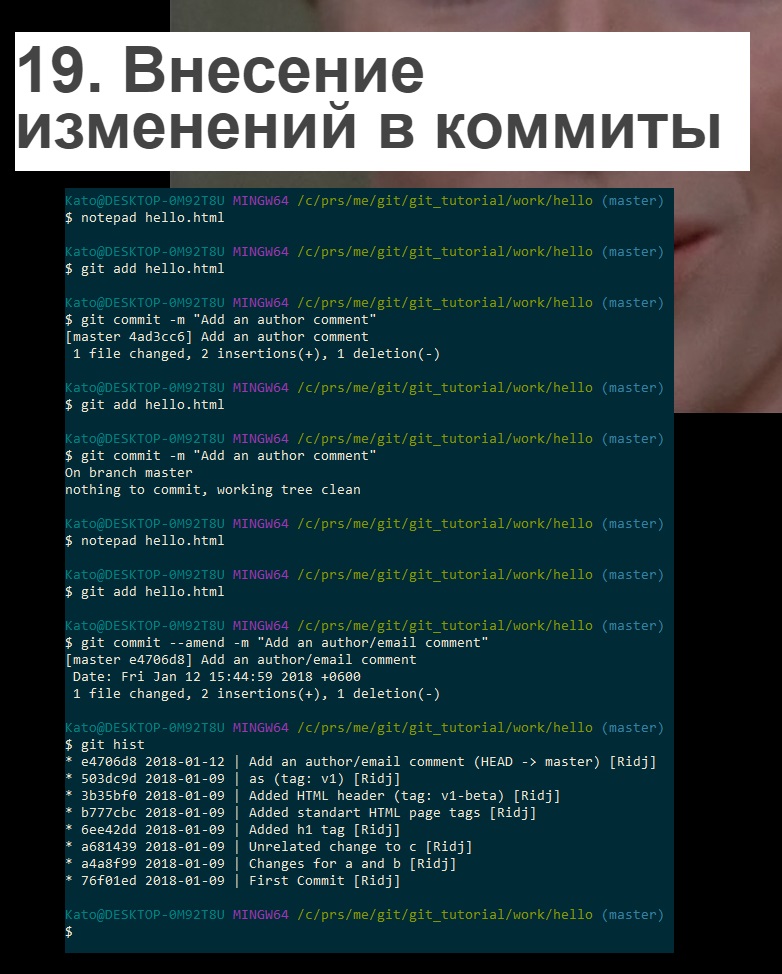 19. Внесение
изменений в коммиты
Kato@DESKTOP-0M92T8U MINGW64 /c/prs/me/git/git_tutorial/work/hello (master)
$ notepad hello.html
Kato@DESKTOP-0M92T8U MINGW64 /c/prs/me/git/git_tutorial/work/hello (master)
$ git add hello.html
Kato@DESKTOP-0M92T8U MINGW64 /c/prs/me/git/git_tutorial/work/hello (master)
$ git commit -m "Add an author comment"
[master 4ad3cc6] Add an author comment
1 file changed, 2 insertions(+), 1 deletion(-)
Kato@DESKTOP-0M92T8U MINGW64 /c/prs/me/git/git_tutorial/work/hello (master)
$ git add hello.html
Kato@DESKTOP-0M92T8U MINGW64 /c/prs/me/git/git_tutorial/work/hello (master)
$ git commit -m "Add an author comment"
On branch master
nothing to commit, working tree clean
Kato@DESKTOP-0M92T8U MINGW64 /c/prs/me/git/git_tutorial/work/hello (master)
$ notepad hello.html
Kato@DESKTOP-0M92T8U MINGW64 /c/prs/me/git/git_tutorial/work/hello (master)
$ git add hello.html
Kato@DESKTOP-0M92T8U MINGW64 /c/prs/me/git/git_tutorial/work/hello (master)
$ git commit --amend -m "Add an author/email comment"
[master e4706d8] Add an author/email comment
Date: Fri Jan 12 15:44:59 2018 +0600
1 file changed, 2 insertions(+), 1 deletion(-)
Kato@DESKTOP-0M92T8U MINGW64 /c/prs/me/git/git_tutorial/work/hello (master)
$ git hist
* e4706d8 2018-01-12 | Add an author/email comment (HEAD -> master) [Ridj]
* 503dc9d 2018-01-09 | as (tag: v1) [Ridj]
* 3b35bf0 2018-01-09 | Added HTML header (tag: v1-beta) [Ridj]
* b777cbc 2018-01-09 | Added standart HTML page tags [Ridj]
* 6ee42dd 2018-01-09 | Added h1 tag [Ridj]
* a681439 2018-01-09 | Unrelated change to c [Ridj]
* a4a8f99 2018-01-09 | Changes for a and b [Ridj]
* 76f01ed 2018-01-09 | First Commit [Ridj]
Kato@DESKTOP-0M92T8U MINGW64 /c/prs/me/git/git_tutorial/work/hello (master)
$